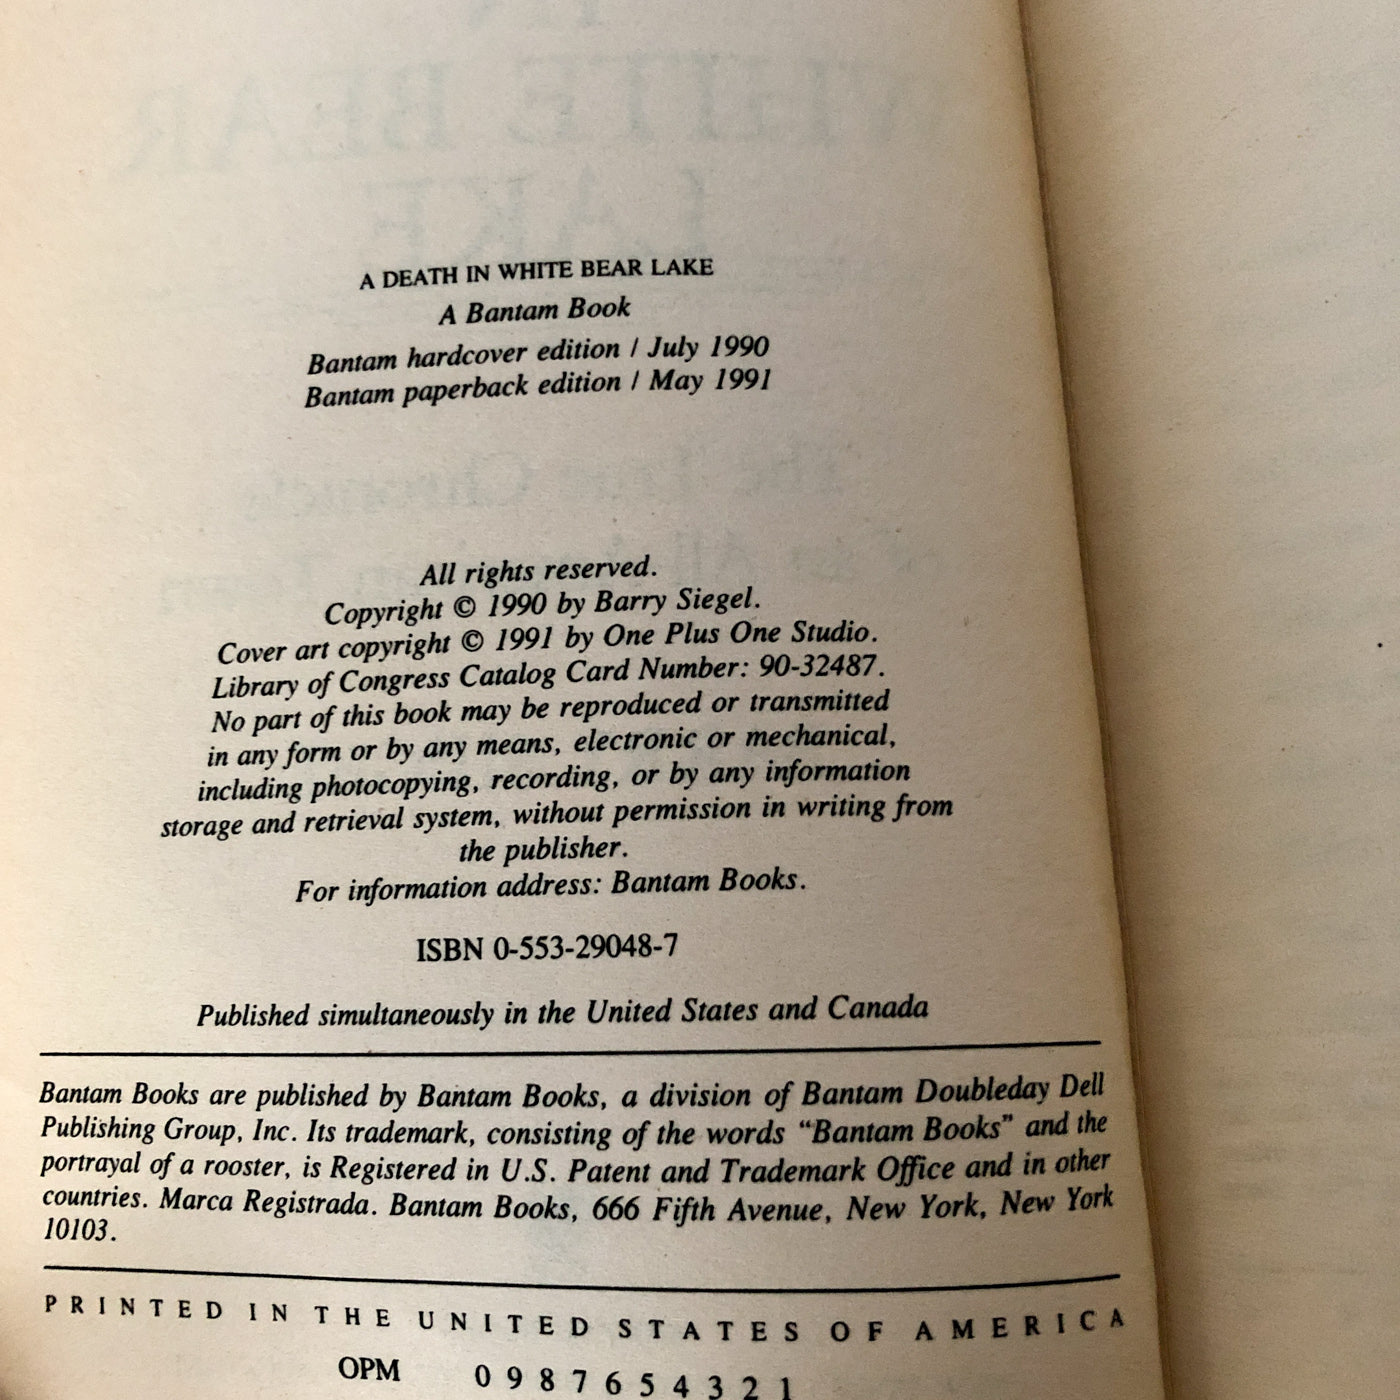 A DEATH IN WHITE BEAR LAKE
A Bantam Book
Bantam hardcover edition / July 1990
Bantam paperback edition / May 1991
All rights reserved.
Copyright © 1990 by Barry Siegel.
Cover art copyright © 1991 by One Plus One Studio.
Library of Congress Catalog Card Number: 90-32487.
No part of this book may be reproduced or transmitted
in any form or by any means, electronic or mechanical,
including photocopying, recording, or by any information
storage and retrieval system, without permission in writing from
the publisher.
For information address: Bantam Books.
ISBN 0-553-29048-7
Published simultaneously in the United States and Canada
Bantam Books are published by Bantam Books, a division of Bantam Doubleday Dell
Publishing Group, Inc. Its trademark, consisting of the words “Bantam Books” and the
portrayal of a rooster, is Registered in U.S. Patent and Trademark Office and in other
countries. Marca Registrada. Bantam Books, 666 Fifth Avenue, New York, New York
10103.
PRINTED IN THE UNITED STATES OF AMERICA
OPM 0 9 8 7 6 5 4 3 2 1